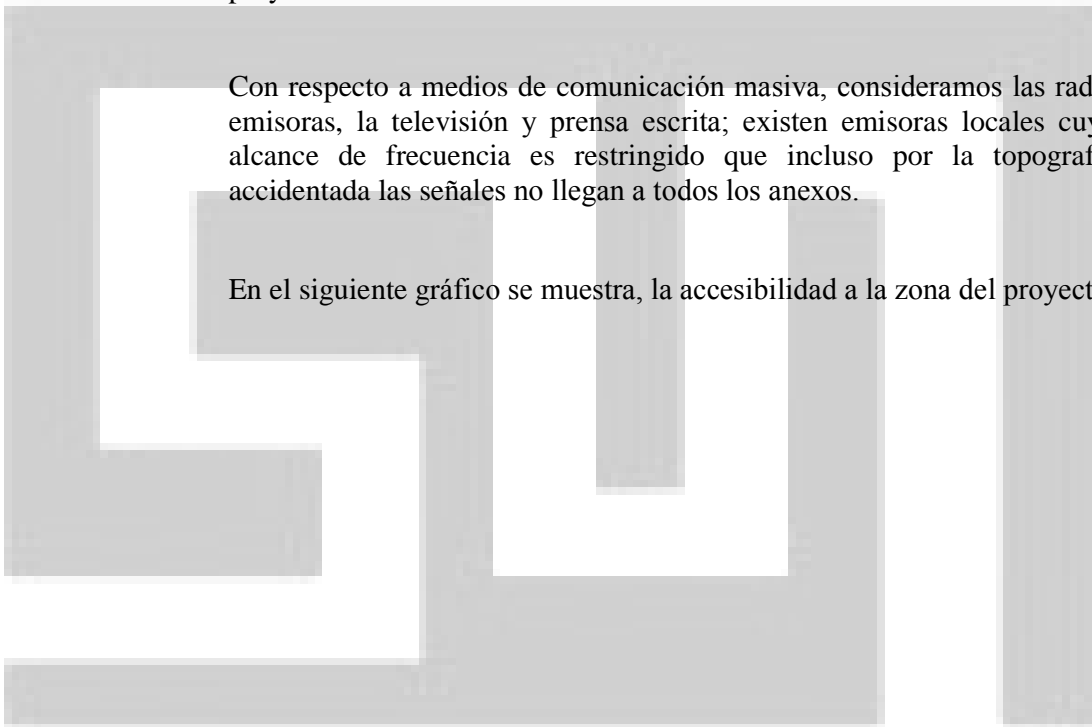 Con respecto a medios de comunicación masiva, consideramos las rad
emisoras, la televisión y prensa escrita; existen emisoras locales cuy
alcance de frecuencia es restringido que incluso por la topograf
accidentada las señales no llegan a todos los anexos.
En el siguiente gráfico se muestra, la accesibilidad a la zona del proyect